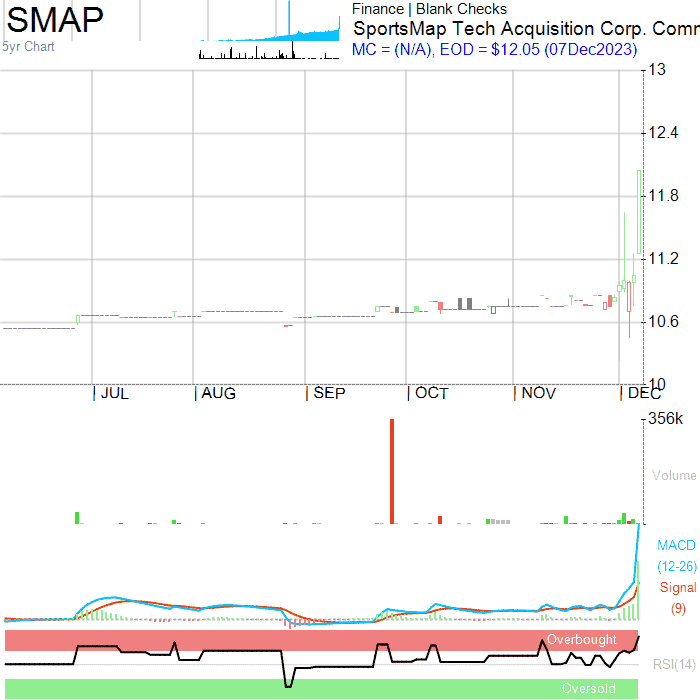 SMAP
5yr Chart
Finance | Blank Checks
SportsMap Tech Acquisition Corp. Comm
MC = (N/A), EOD = $12.05 (07Dec2023)
13
12.4
11.8
11.2
10.6
10
JUL
AUG
SEP
OCT
NOV
DEC
356k
Volume
MACD
(12-26)
Signal
(9)
Overbought
RSI(14)
Oversold